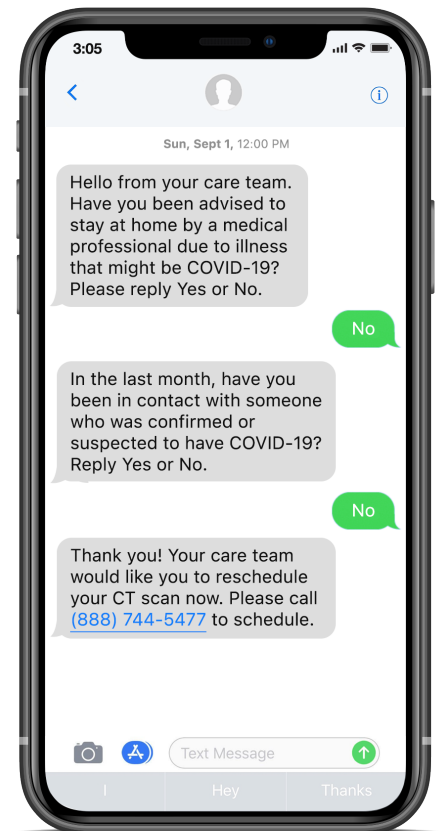 3:05
Sun, Sept 1, 12:00 PM
Hello from your care team.
Have you been advised to
stay at home by a medical
professional due to illness
that might be COVID-19?
Please reply Yes or No.
No
In the last month, have you
been in contact with someone
who was confirmed or
suspected to have COVID-19?
Reply Yes or No.
No
Thank you! Your care team
would like you to reschedule
your CT scan now. Please call
(888) 744-5477 to schedule.
Text Message
I Hey Thanks